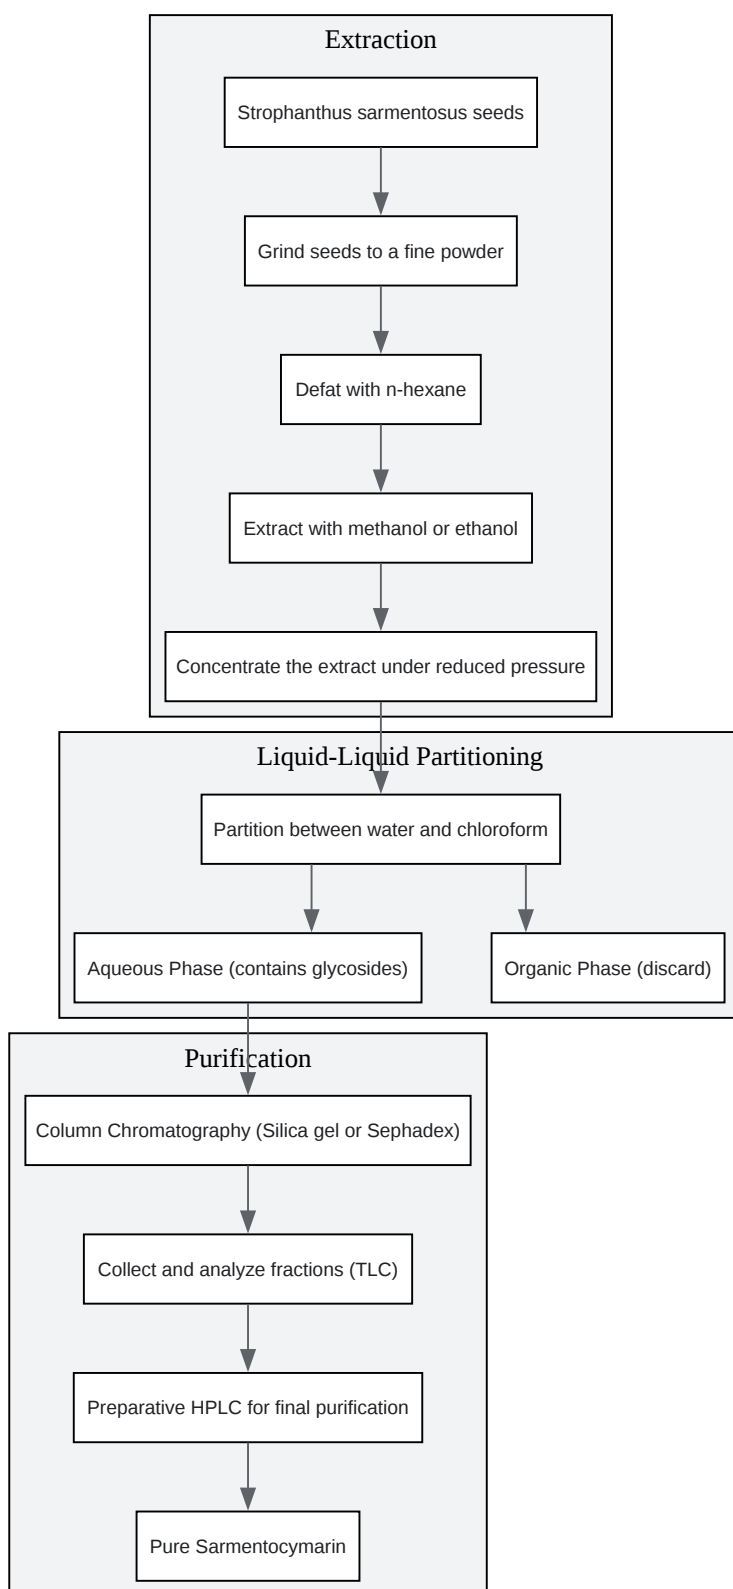 Extraction
Strophanthus sarmentosus seeds
Grind seeds to a fine powder
Defat with n-hexane
Extract with methanol or ethanol
Concentrate the extract under reduced pressure
Liquid-Liquid Partitioning
Partition between water and chloroform
Aqueous Phase (contains glycosides)
Organic Phase (discard)
Purification
Column Chromatography (Silica gel or Sephadex)
Collect and analyze fractions (TLC)
Preparative HPLC for final purification
Pure Sarmentocymarin